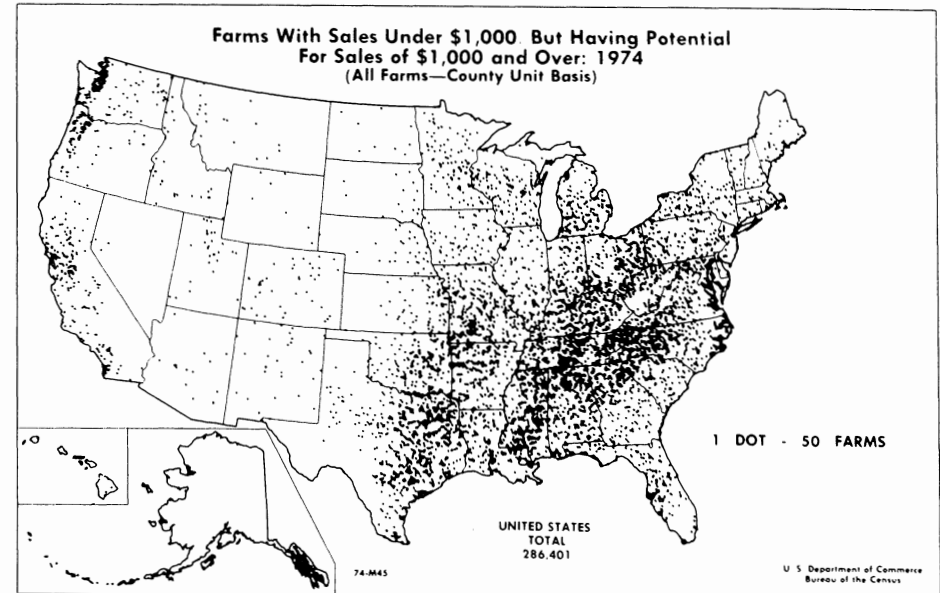 Farms With Sales Under $1,000 But Having Potential
For Sales of $1,000 and Over: 1974
(All Farms—County Unit Basis)
1 DOT - 50 FARMS
UNITED STATES
TOTAL
286,401
74-M45
U S Department of Commerce
Bureau of the Census